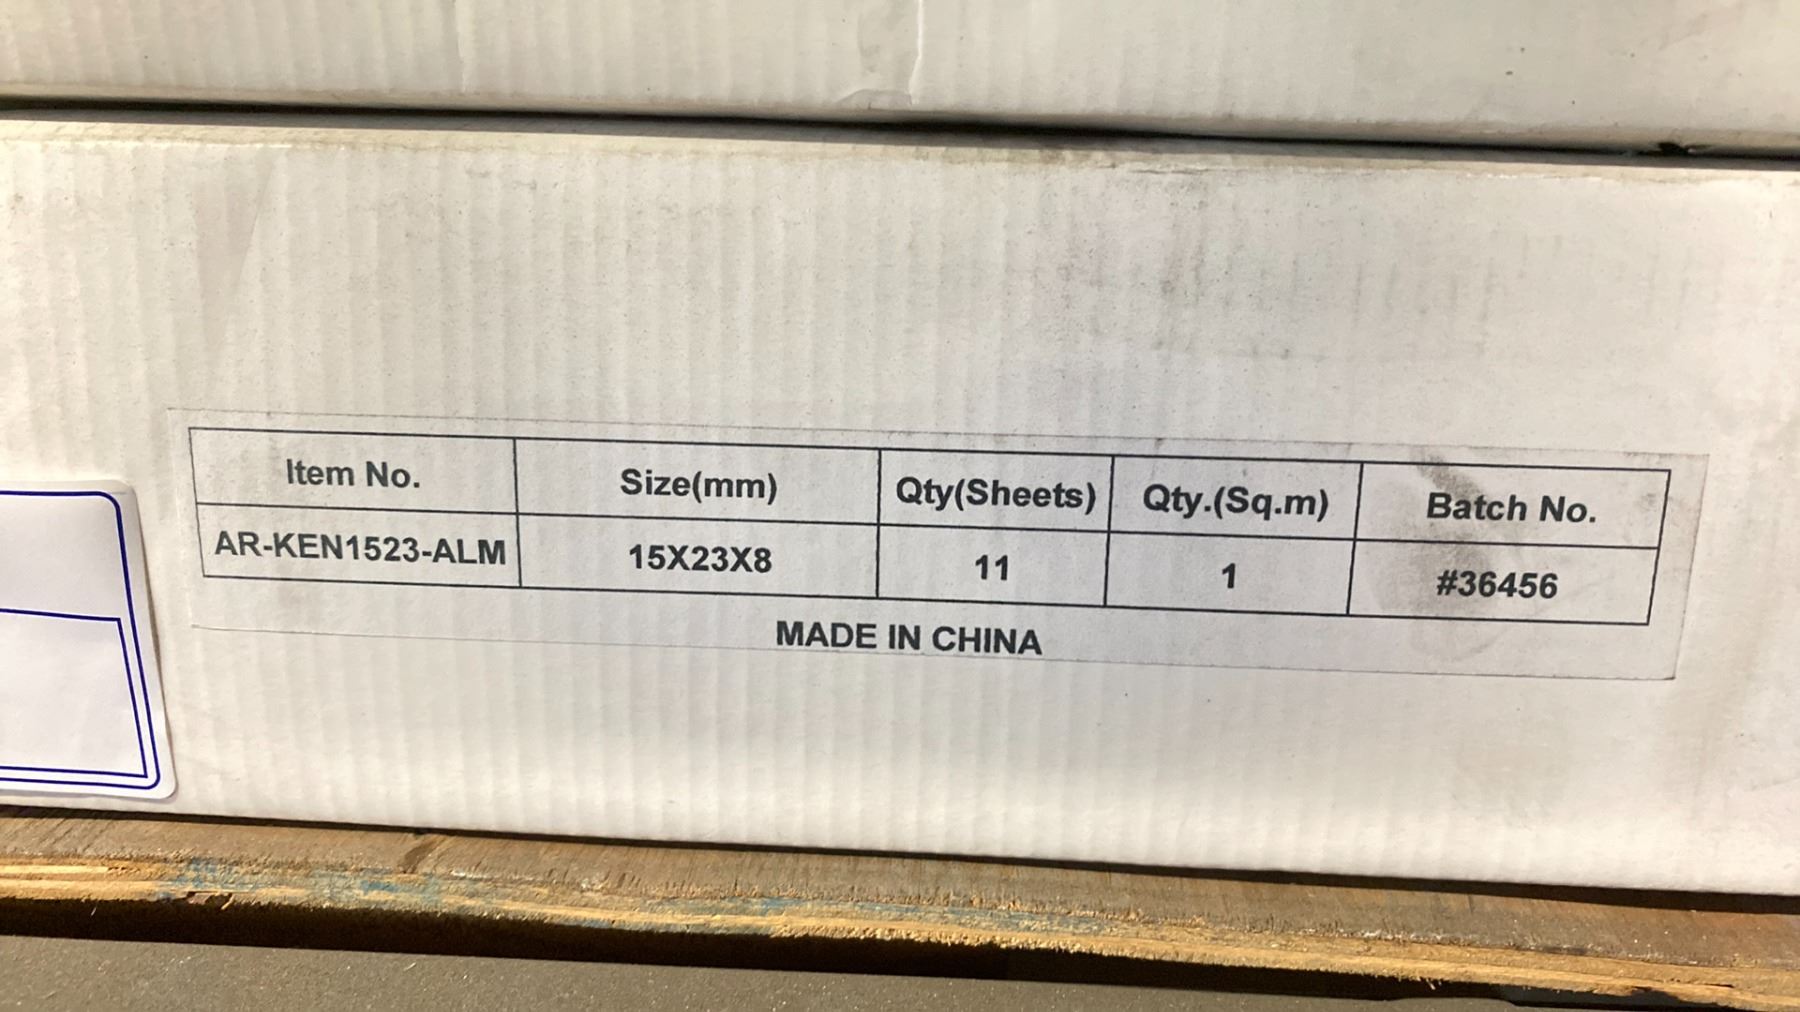 Item No. Size(mm) Qty(Sheets) Qty.(Sq.m) Batch No.
AR-KEN1523-ALM 15X23X8 11 1 #36456
MADE IN CHINA